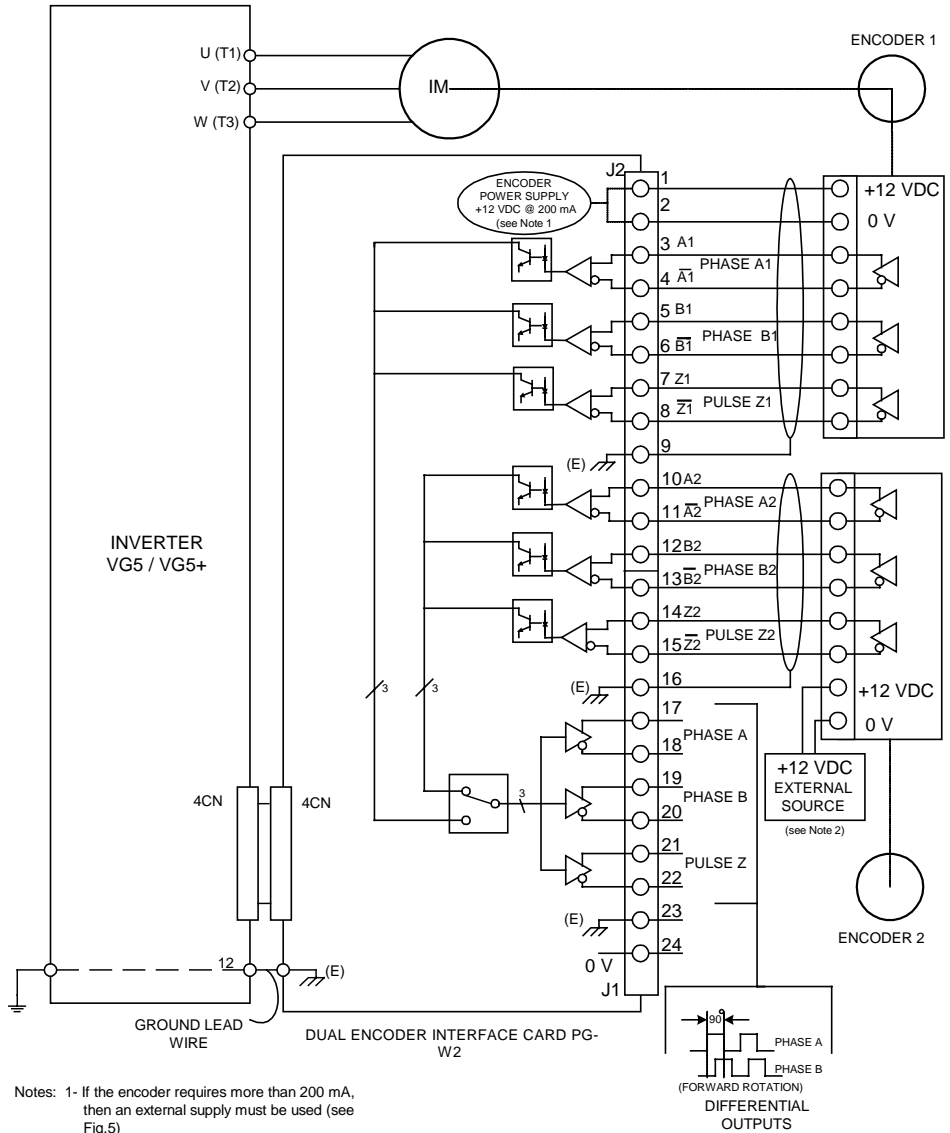 U (T1)
V (T2)
W (T3)
IM
ENCODER 1
J2
ENCODER
POWER SUPPLY
+12 VDC @ 200 mA
(see Note 1
1
2
+12 VDC
0 V
3 A1
PHASE A1
4 A̅1̅
5 B1
PHASE B1
6 B̅1̅
7 Z1
PULSE Z1
8 Z̅1̅
9
(E)
10 A2
PHASE A2
11 A̅2̅
12 B2
PHASE B2
13 B̅2̅
14 Z2
PULSE Z2
15 Z̅2̅
16
(E)
+12 VDC
0 V
INVERTER
VG5 / VG5+
3
3
17
PHASE A
18
19
PHASE B
20
21
PULSE Z
22
3
+12 VDC
EXTERNAL
SOURCE
(see Note 2)
4CN
4CN
23
(E)
24
0 V
J1
ENCODER 2
12
(E)
GROUND LEAD
WIRE
DUAL ENCODER INTERFACE CARD PG-
W2
90°
PHASE A
PHASE B
(FORWARD ROTATION)
DIFFERENTIAL
OUTPUTS
Notes: 1- If the encoder requires more than 200 mA,
then an external supply must be used (see
Fig.5)